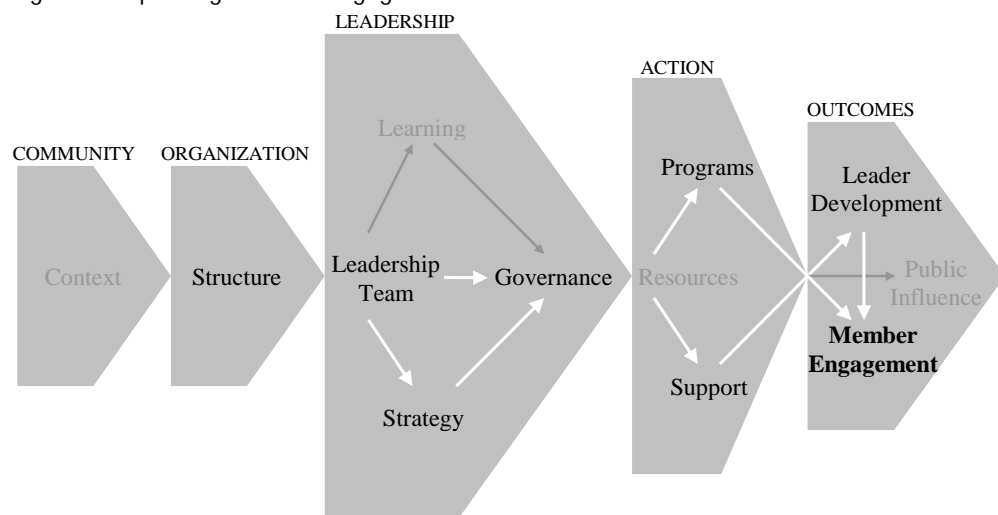 LEADERSHIP
ACTION
OUTCOMES
COMMUNITY
ORGANIZATION
Learning
Programs
Leader
Development
Context
Structure
Leadership
Team
Governance
Resources
Public
Influence
Member
Engagement
Support
Strategy